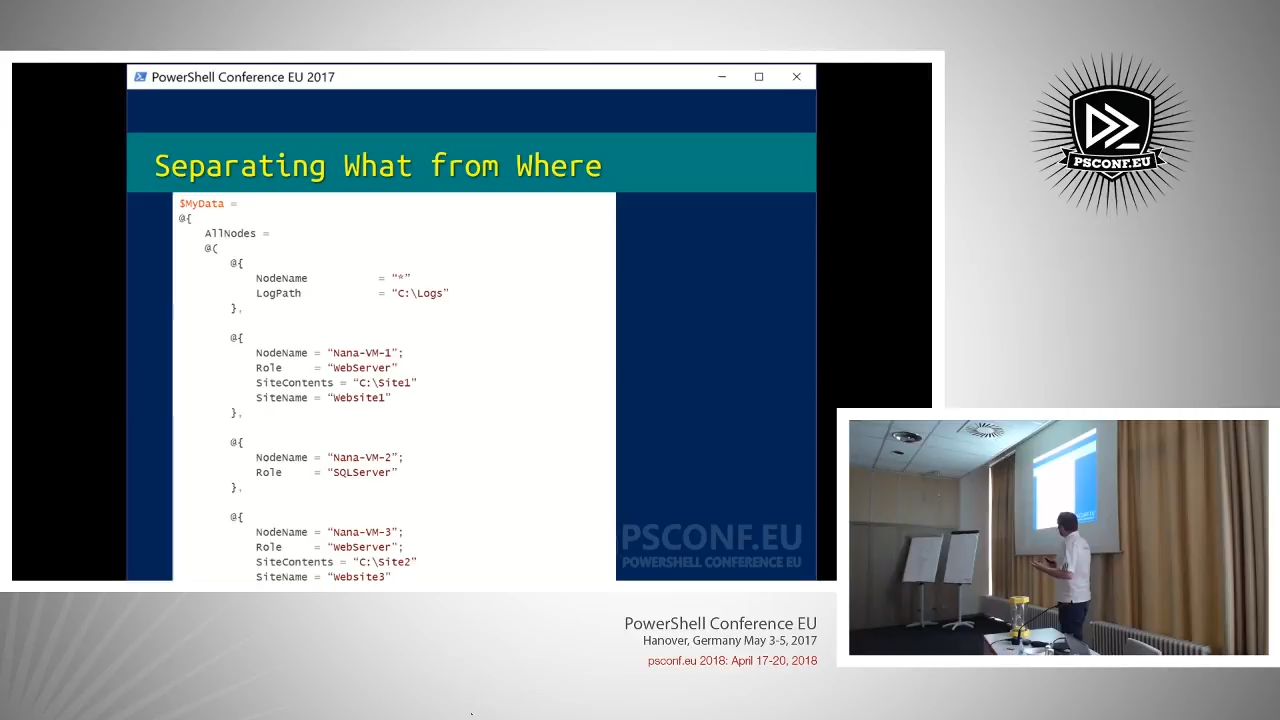 PowerShell Conference EU 2017
Separating What from Where
$MyData =
@{
AllNodes =
@(
@{
NodeName = “*”
LogPath = “C:\Logs”
},
@{
NodeName = “Nana-VM-1”;
Role = “WebServer”
SiteContents = “C:\Site1”
SiteName = “Website1”
},
@{
NodeName = “Nana-VM-2”;
Role = “SQLServer”
},
@{
NodeName = “Nana-VM-3”;
Role = “WebServer”;
SiteContents = “C:\Site2”
SiteName = “Website3”
PSCONF.EU
POWERSHELL CONFERENCE EU
PSCONF.EU
PowerShell Conference EU
Hanover, Germany May 3-5, 2017
psconf.eu 2018: April 17-20, 2018